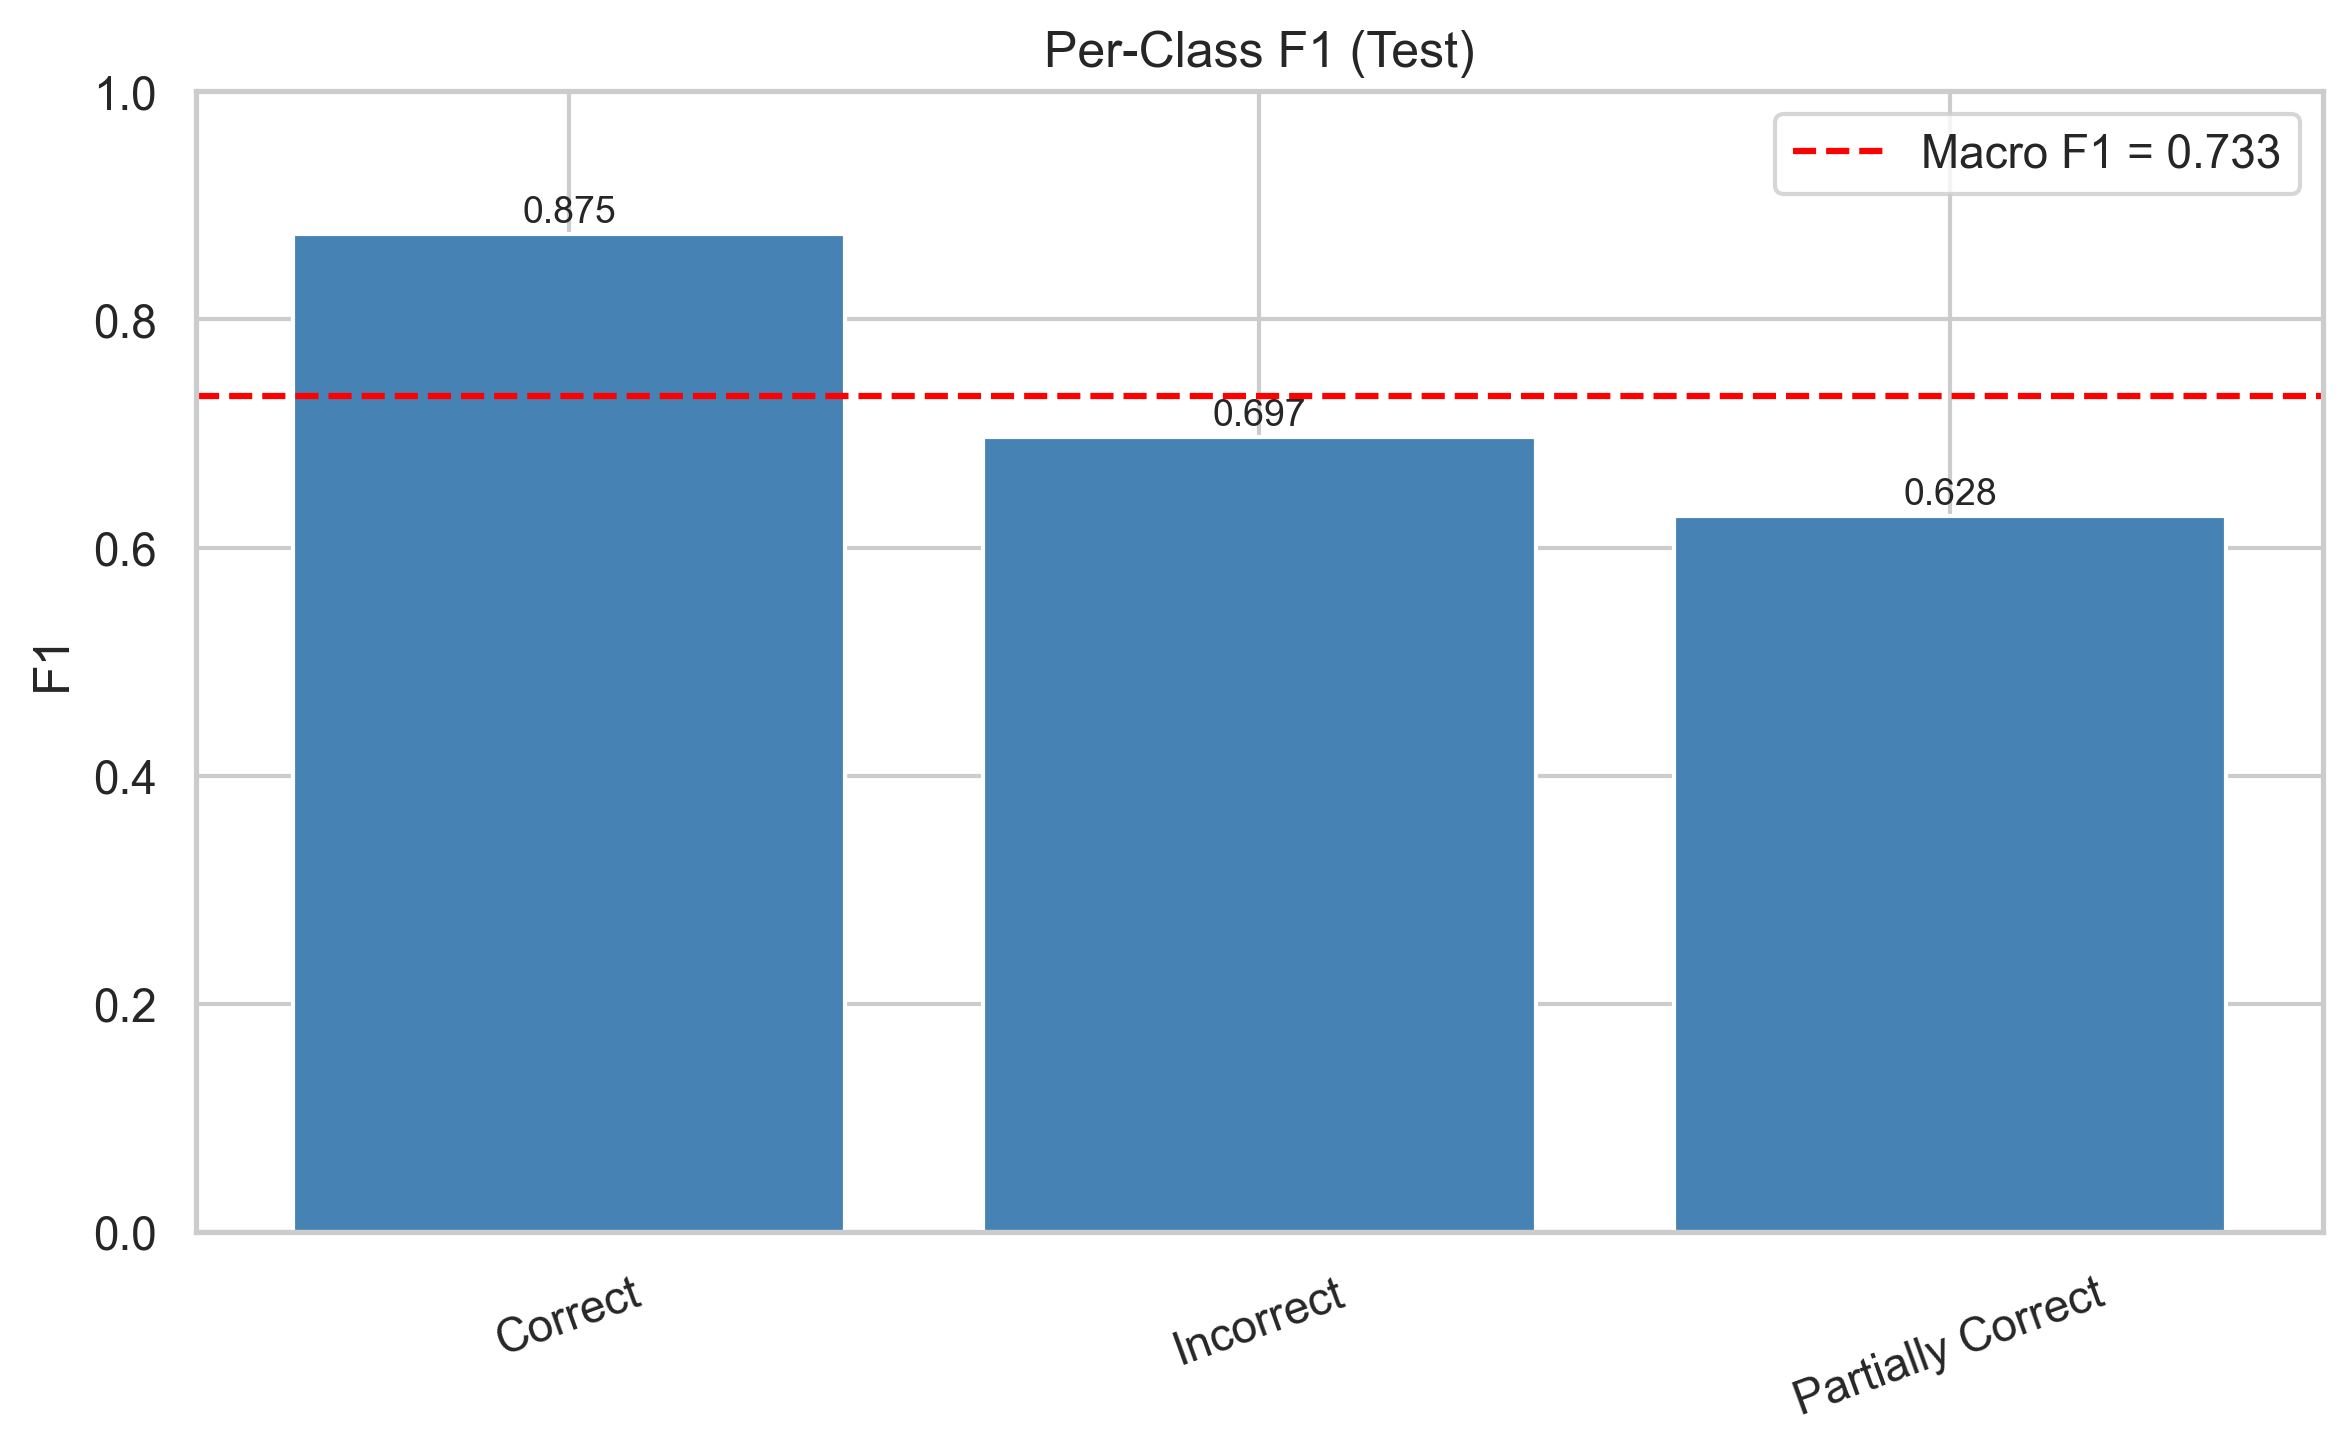 Per-Class F1 (Test)
Macro F1 = 0.733
1.0
0.8
0.6
0.4
0.2
0.0
F1
0.875
0.697
0.628
Correct
Incorrect
Partially Correct